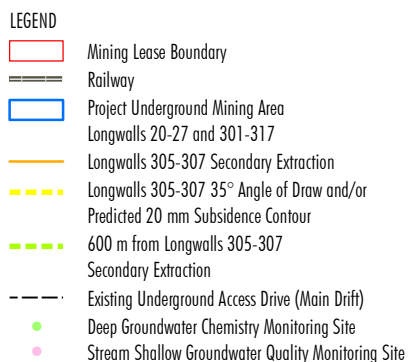 LEGEND
Mining Lease Boundary
Railway
Project Underground Mining Area
Longwalls 20-27 and 301-317
Longwalls 305-307 Secondary Extraction
Longwalls 305-307 35° Angle of Draw and/or
Predicted 20 mm Subsidence Contour
600 m from Longwalls 305-307
Secondary Extraction
Existing Underground Access Drive (Main Drift)
Deep Groundwater Chemistry Monitoring Site
Stream Shallow Groundwater Quality Monitoring Site